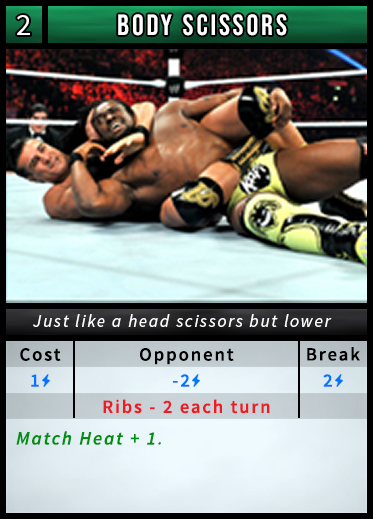 2
BODY SCISSORS
Just like a head scissors but lower
Cost Opponent Break
1 -2 2
Ribs - 2 each turn
Match Heat + 1.